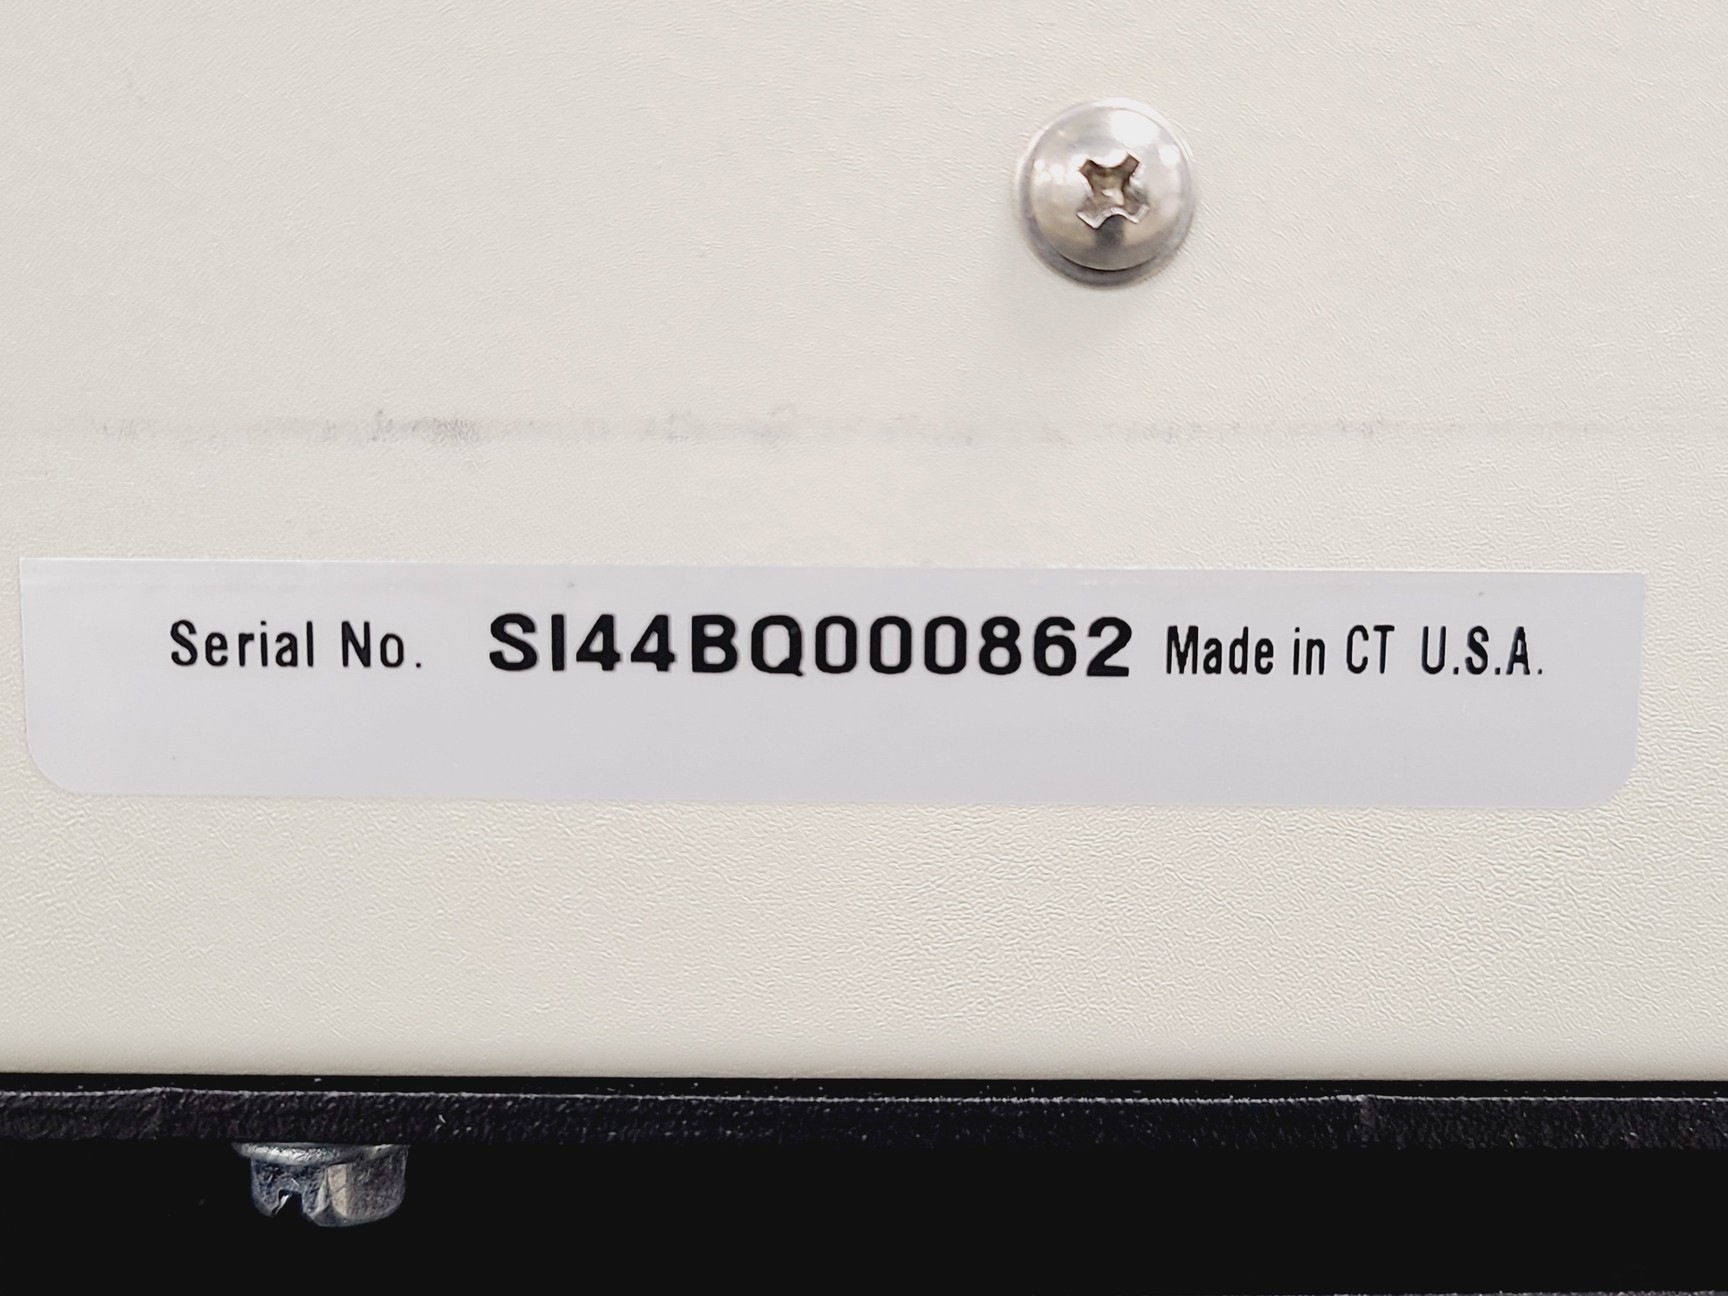 Serial No. SI44BQ000862 Made in CT U.S.A.